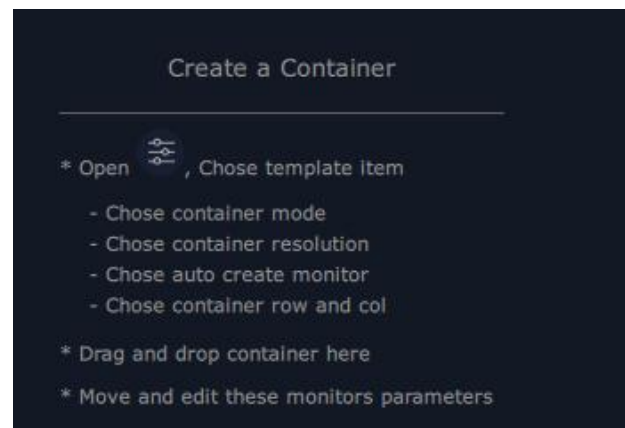 Create a Container
* Open , Chose template item
- Chose container mode
- Chose container resolution
- Chose auto create monitor
- Chose container row and col
* Drag and drop container here
* Move and edit these monitors parameters